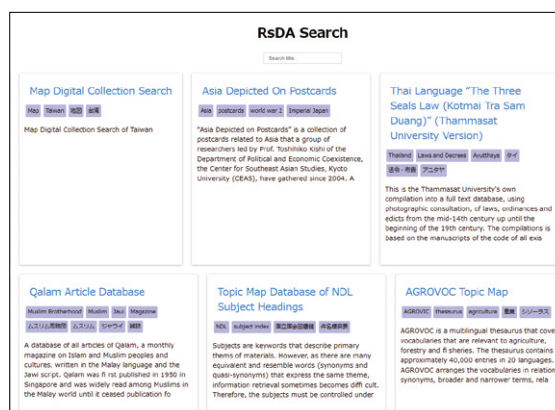 RsDA Search
Search title.
Map Digital Collection Search
Map Taiwan 地図 台湾
Map Digital Collection Search of Taiwan
Asia Depicted On Postcards
Asia postcards world war 2 Imperial Japan
"Asia Depicted on Postcards" is a collection of
postcards related to Asia that a group of
researchers led by Prof. Toshihiko Kishi of the
Department of Political and Economic Coexistence,
the Center for Southeast Asian Studies, Kyoto
University (CEAS), have gathered since 2004. A
Thai Language "The Three
Seals Law (Kotmai Tra Sam
Duang)" (Thammasat
University Version)
Thailand Laws and Decrees Ayutthaya タイ
法令・布告 アユタヤ
This is the Thammasat University's own
compilation into a full text database, using
photographic consultation, of laws, ordinances and
edicts from the mid-14th century up until the
beginning of the 19th century. The compilations is
based on the manuscripts of the code of all exis
Qalam Article Database
Muslim Brotherhood Muslim Jaui Magazine
ムスリム同胞団 ムスリム ジャウィ 雑誌
A database of all articles of Qalam, a monthly
magazine on Islam and Muslim peoples and
cultures, written in the Malay language and the
Jawi script. Qalam was fi rst published in 1950 in
Singapore and was widely read among Muslims in
the Malay world until it ceased publication fo
Topic Map Database of NDL
Subject Headings
NDL subject index 国立国会図書館 件名標目表
Subjects are keywords that describe primary
thems of materials. However, as there are many
equivalent and resemble words (synonyms and
quasi-synonyms) that express the same theme,
information retrieval sometimes becomes diffi cult.
Therefore, the subjects must be controlled under
AGROVOC Topic Map
AGROVIC thesaurus agriculture 農業 シソーラス
AGROVOC is a multilingual thesaurus that cove
vocabularies that are relevant to agriculture,
forestry and fi sheries. The thesaurus contains
approximately 40,000 entries in 20 languages.
AGROVOC arranges the vocabularies in relation
synonyms, broader and narrower terms, rela